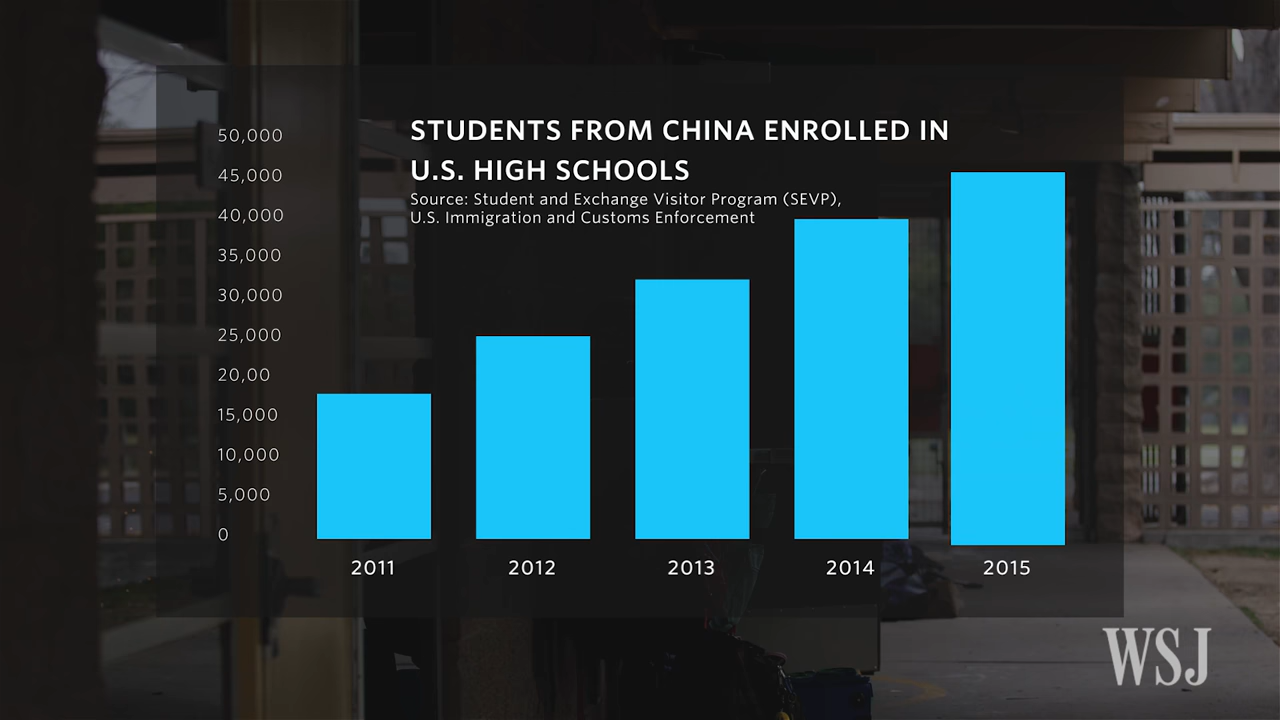 STUDENTS FROM CHINA ENROLLED IN
U.S. HIGH SCHOOLS
Source: Student and Exchange Visitor Program (SEVP),
U.S. Immigration and Customs Enforcement
50,000
45,000
40,000
35,000
30,000
25,000
20,00
15,000
10,000
5,000
0
2011 2012 2013 2014 2015
WSJ